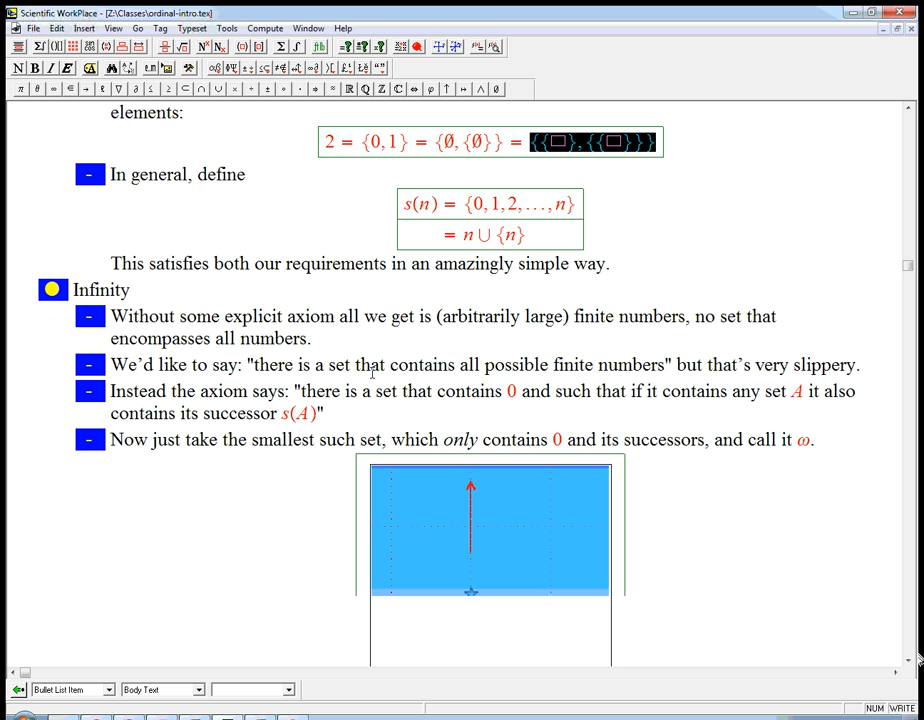 Scientific WorkPlace - [Z:\Classes\ordinal-intro.tex]
File Edit Insert View Go Tag Typeset Tools Compute Window Help
elements:
2 = {0,1} = {∅,{∅}} = {{□},{{□}}}
- In general, define
s(n) = {0,1,2,…,n}
= n ∪ {n}
This satisfies both our requirements in an amazingly simple way.
Infinity
- Without some explicit axiom all we get is (arbitrarily large) finite numbers, no set that
encompasses all numbers.
- We'd like to say: "there is a set that contains all possible finite numbers" but that's very slippery.
- Instead the axiom says: "there is a set that contains 0 and such that if it contains any set A it also
contains its successor s(A)"
- Now just take the smallest such set, which only contains 0 and its successors, and call it ω.
Bullet List Item Body Text
NUM WRITE